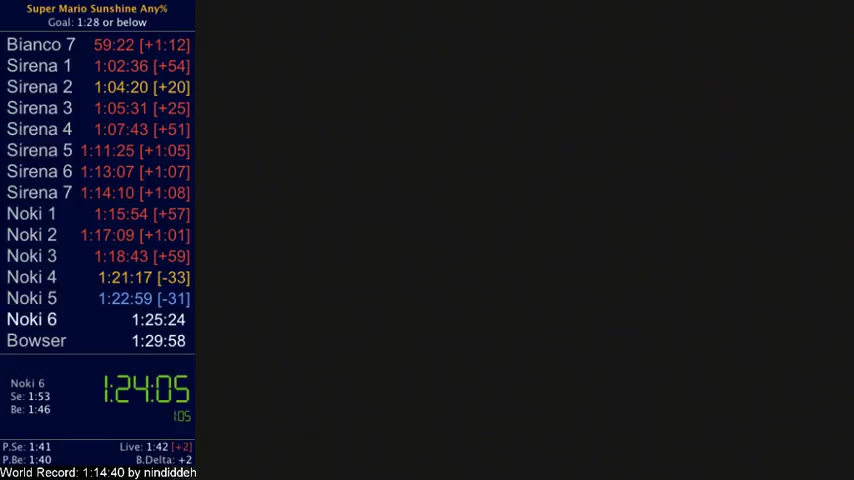 Super Mario Sunshine Any%
Goal: 1:28 or below
Bianco 7 59:22 [+1:12]
Sirena 1 1:02:36 [+54]
Sirena 2 1:04:20 [+20]
Sirena 3 1:05:31 [+25]
Sirena 4 1:07:43 [+51]
Sirena 5 1:11:25 [+1:05]
Sirena 6 1:13:07 [+1:07]
Sirena 7 1:14:10 [+1:08]
Noki 1 1:15:54 [+57]
Noki 2 1:17:09 [+1:01]
Noki 3 1:18:43 [+59]
Noki 4 1:21:17 [-33]
Noki 5 1:22:59 [-31]
Noki 6 1:25:24
Bowser 1:29:58
Noki 6
Se: 1:53
Be: 1:46
1:24:05
1:05
P.Se: 1:41 Live: 1:42 [+2]
P.Be: 1:40 B.Delta: +2
World Record: 1:14:40 by nindiddeh